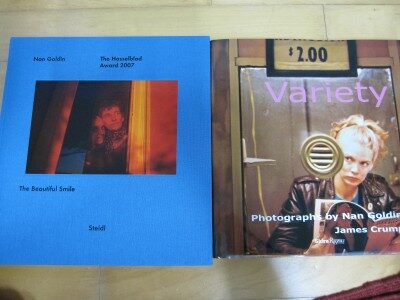 Nan Goldin
The Hasselblad
Award 2007
The Beautiful Smile
Steidl
$2.00
Variety
Photographs by Nan Goldin
James Crump